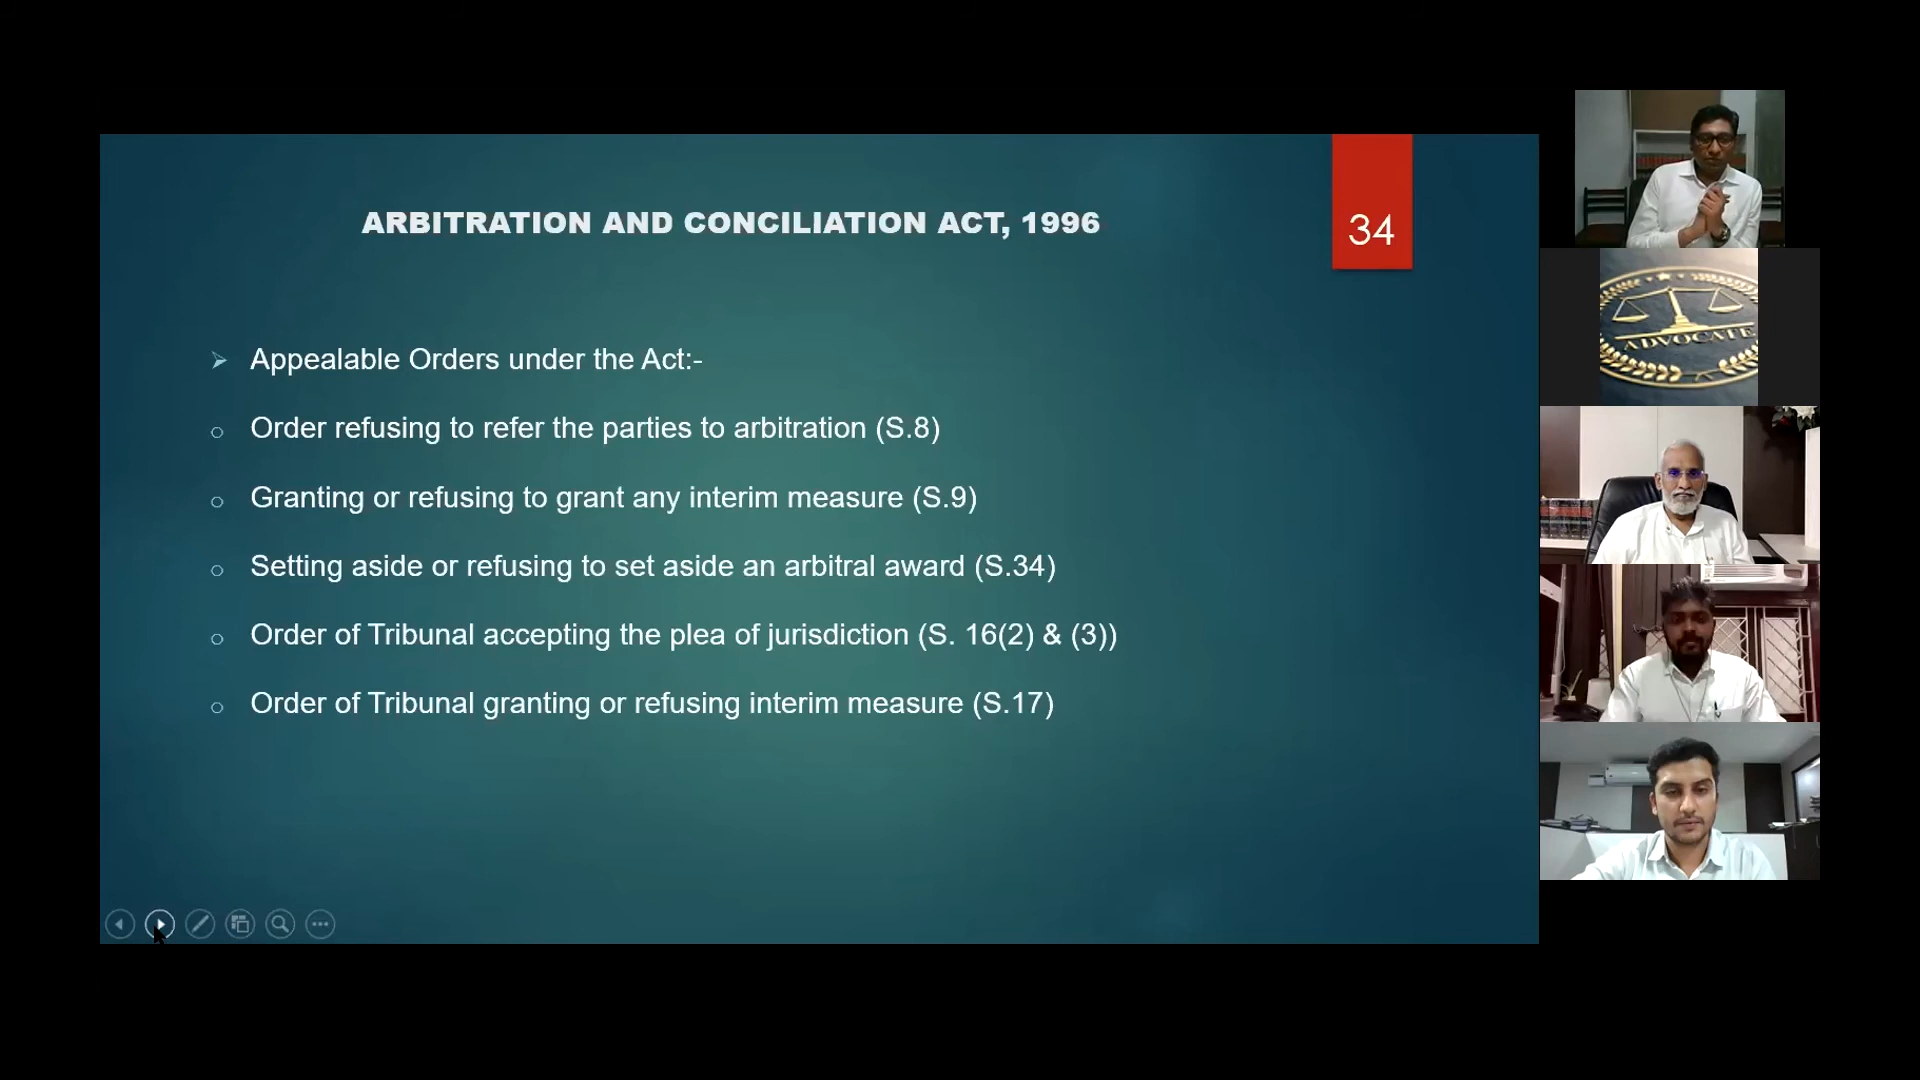 ARBITRATION AND CONCILIATION ACT, 1996
34
Appealable Orders under the Act:-
Order refusing to refer the parties to arbitration (S.8)
Granting or refusing to grant any interim measure (S.9)
Setting aside or refusing to set aside an arbitral award (S.34)
Order of Tribunal accepting the plea of jurisdiction (S. 16(2) & (3))
Order of Tribunal granting or refusing interim measure (S.17)
ADVOCATE